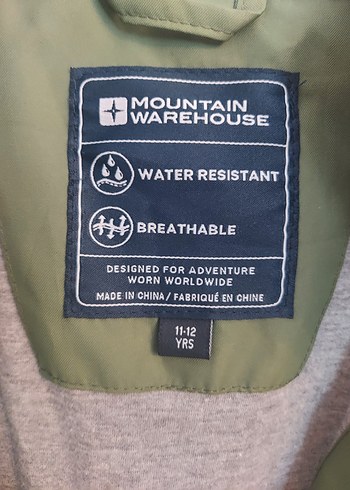 MOUNTAIN
WAREHOUSE
WATER RESISTANT
BREATHABLE
DESIGNED FOR ADVENTURE
WORN WORLDWIDE
MADE IN CHINA / FABRIQUÉ EN CHINE
11-12
YRS